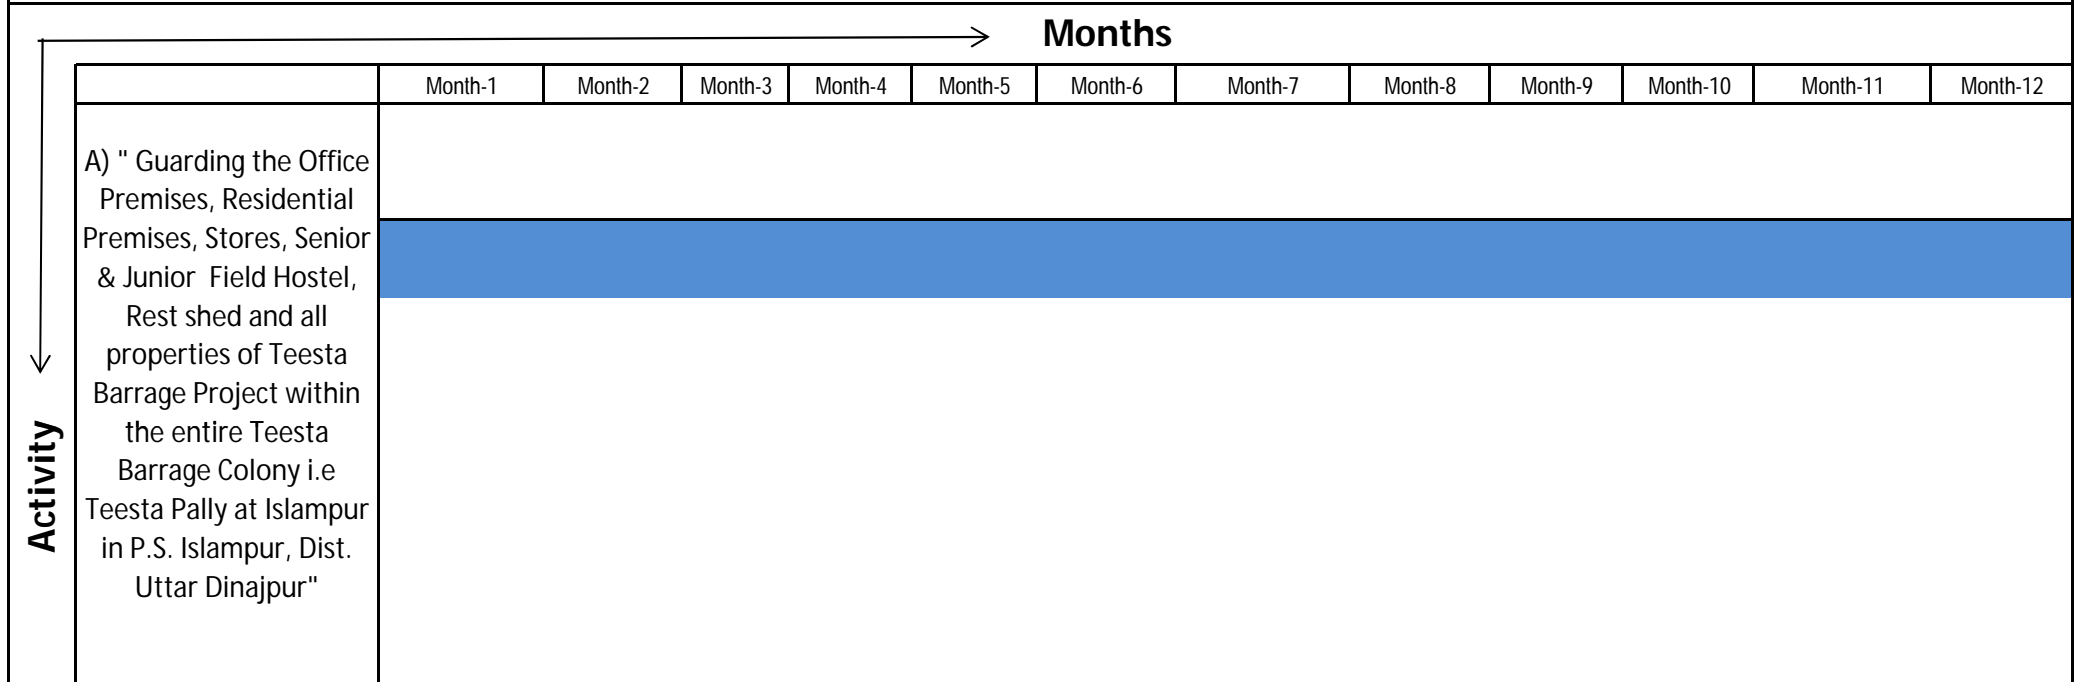 Months
Month-1 Month-2 Month-3 Month-4 Month-5 Month-6 Month-7 Month-8 Month-9 Month-10 Month-11 Month-12
A) " Guarding the Office
Premises, Residential
Premises, Stores, Senior
& Junior  Field Hostel,
Rest shed and all
properties of Teesta
Barrage Project within
the entire Teesta
Barrage Colony i.e
Teesta Pally at Islampur
in P.S. Islampur, Dist.
Uttar Dinajpur"
Activity